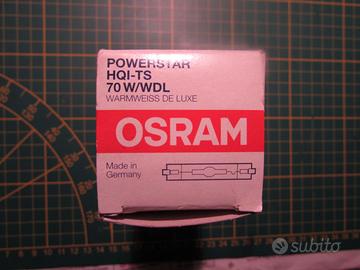 POWERSTAR
HQI-TS
70 W/WDL
WARMWEISS DE LUXE
OSRAM
Made in
Germany
subito